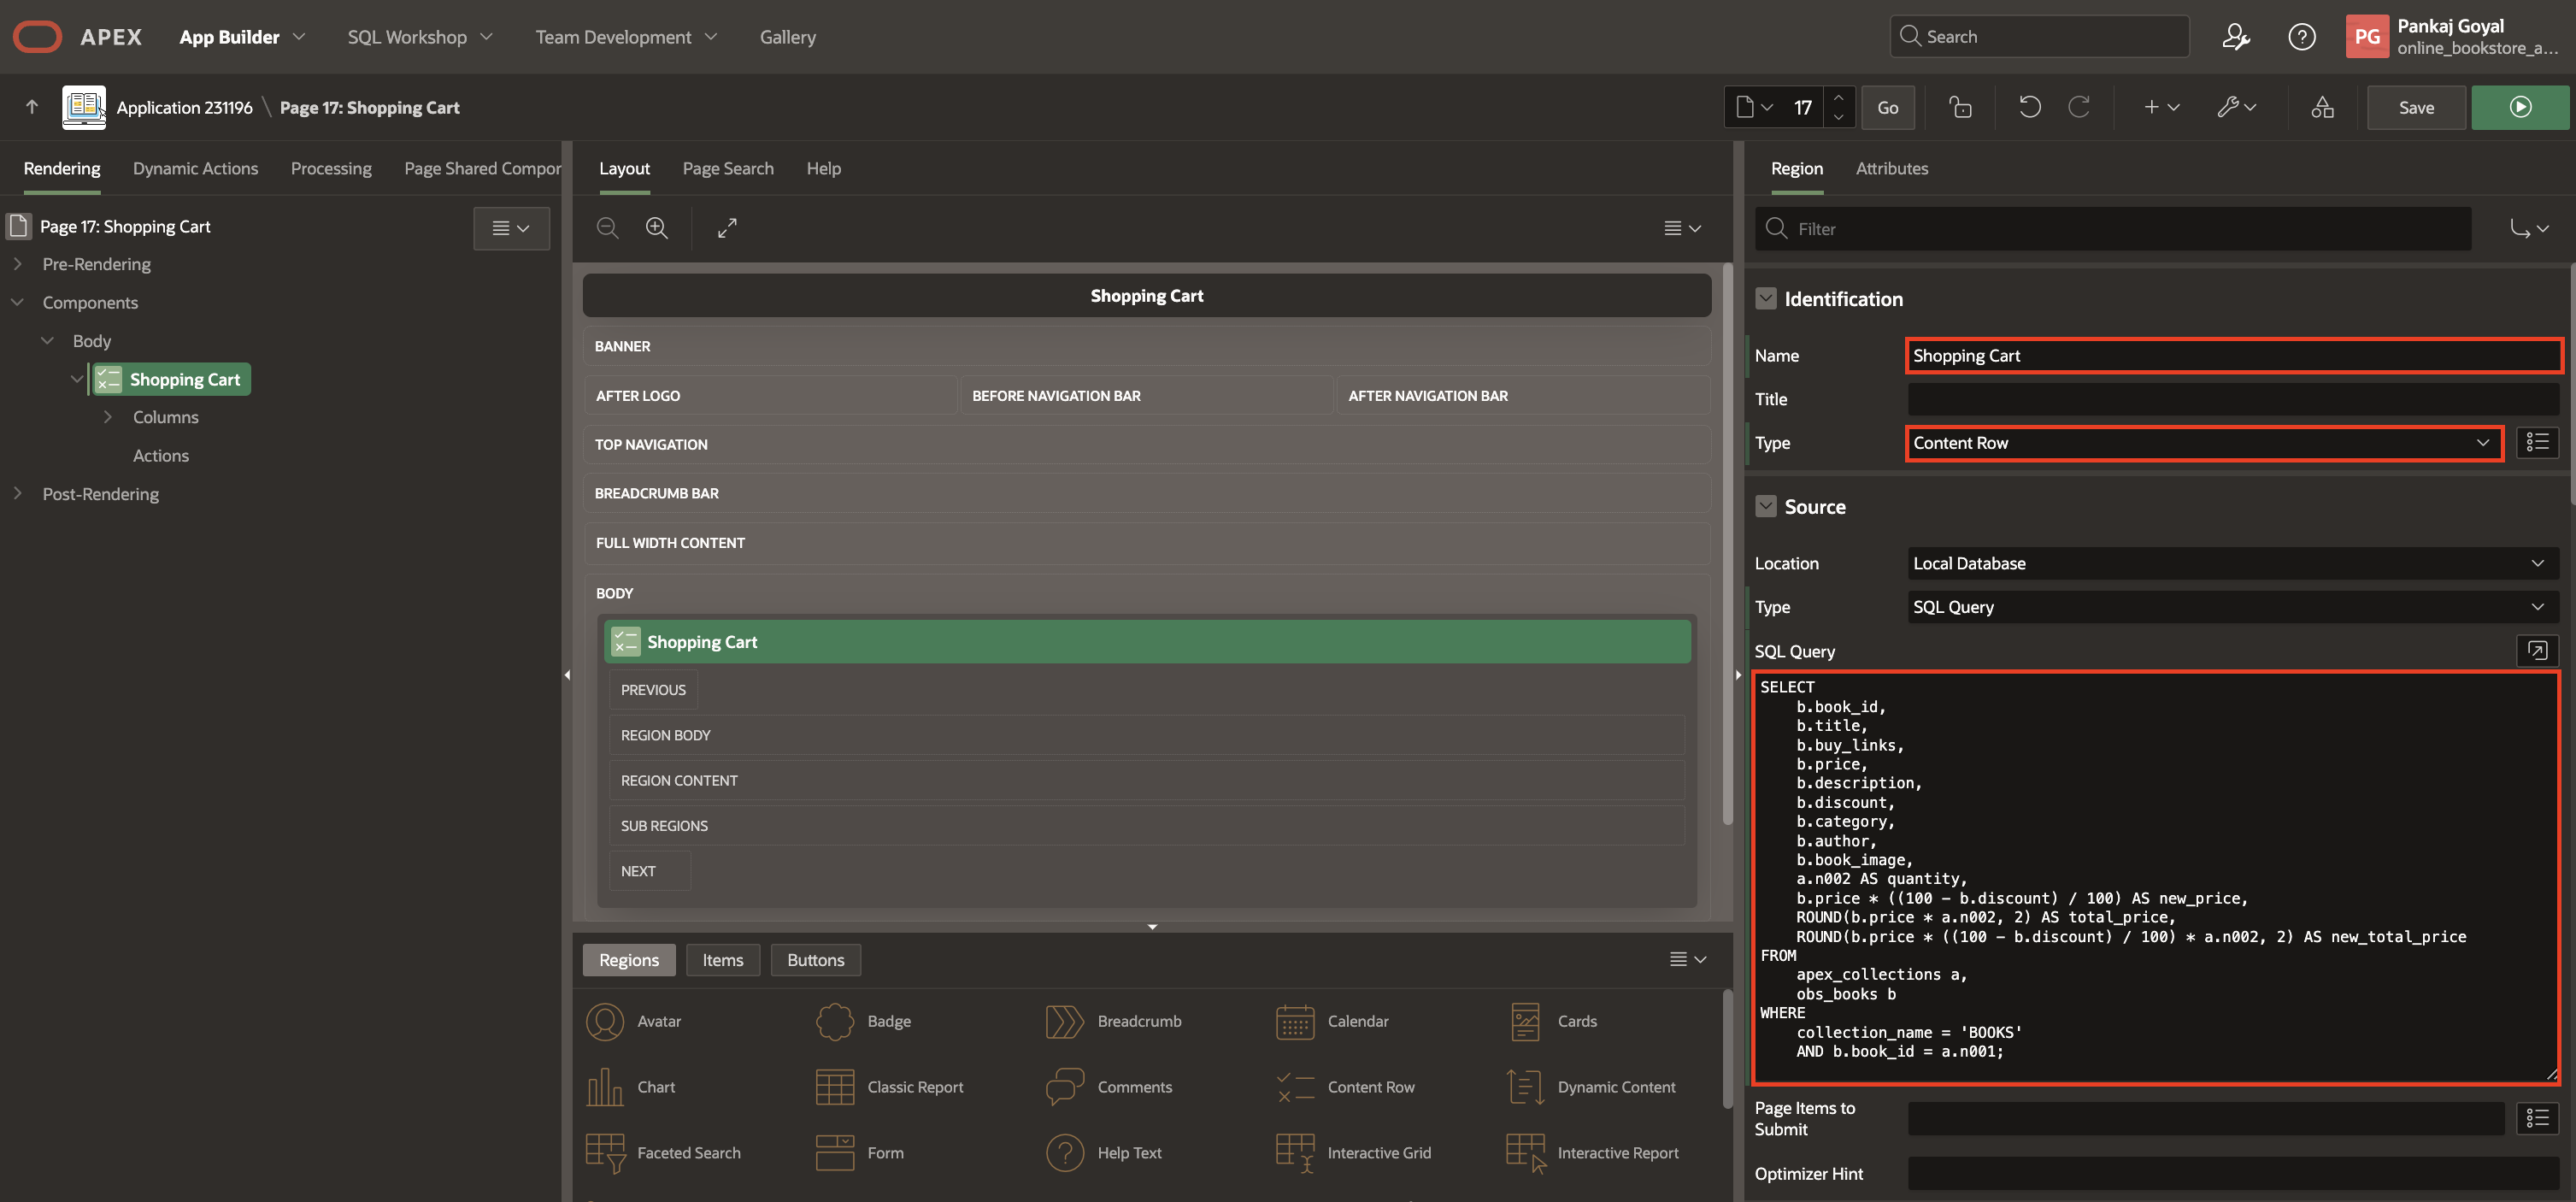 APEX
App Builder
SQL Workshop
Team Development
Gallery
Search
PG
Pankaj Goyal
online_bookstore_a...
Application 231196 \ Page 17: Shopping Cart
17
Go
Save
Rendering
Dynamic Actions
Processing
Page Shared Compor
Page 17: Shopping Cart
Pre-Rendering
Components
Body
Shopping Cart
Columns
Actions
Post-Rendering
Layout
Page Search
Help
Shopping Cart
BANNER
AFTER LOGO
BEFORE NAVIGATION BAR
AFTER NAVIGATION BAR
TOP NAVIGATION
BREADCRUMB BAR
FULL WIDTH CONTENT
BODY
Shopping Cart
PREVIOUS
REGION BODY
REGION CONTENT
SUB REGIONS
NEXT
Regions
Items
Buttons
Avatar
Badge
Breadcrumb
Calendar
Cards
Chart
Classic Report
Comments
Content Row
Dynamic Content
Faceted Search
Form
Help Text
Interactive Grid
Interactive Report
Region
Attributes
Filter
Identification
Name
Shopping Cart
Title
Type
Content Row
Source
Location
Local Database
Type
SQL Query
SQL Query
SELECT
b.book_id,
b.title,
b.buy_links,
b.price,
b.description,
b.discount,
b.category,
b.author,
b.book_image,
a.n002 AS quantity,
b.price * ((100 - b.discount) / 100) AS new_price,
ROUND(b.price * a.n002, 2) AS total_price,
ROUND(b.price * ((100 - b.discount) / 100) * a.n002, 2) AS new_total_price
FROM
apex_collections a,
obs_books b
WHERE
collection_name = 'BOOKS'
AND b.book_id = a.n001;
Page Items to
Submit
Optimizer Hint